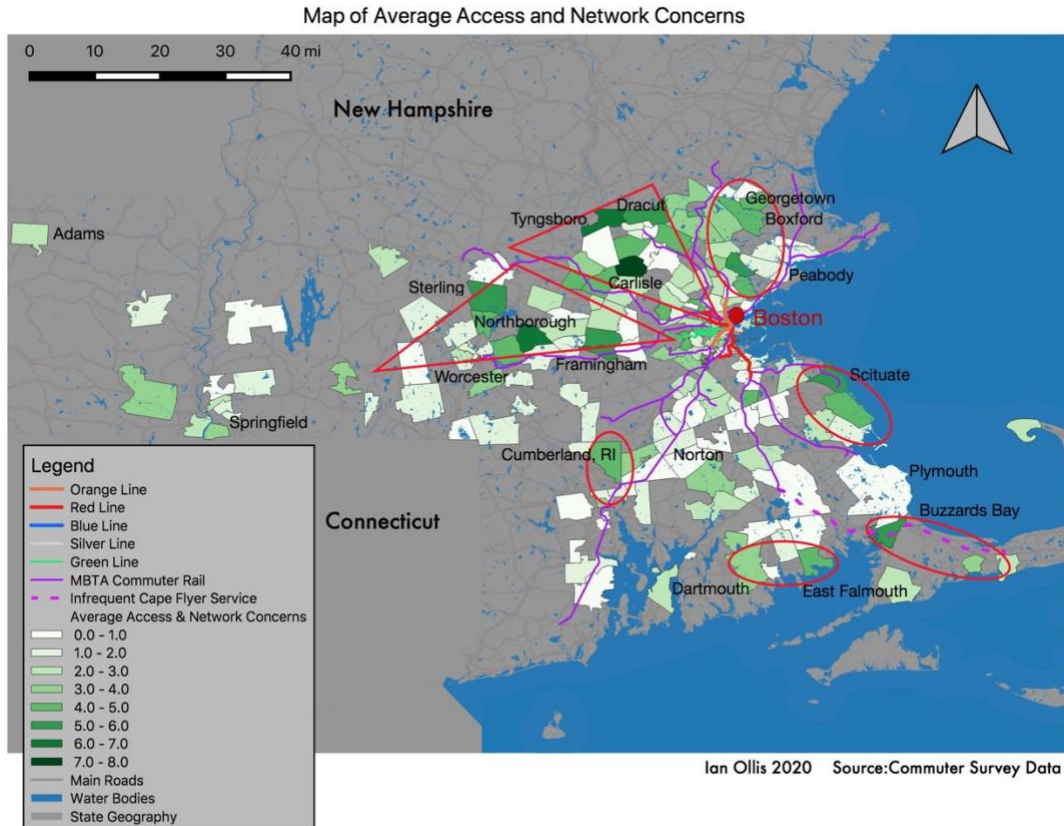 Map of Average Access and Network Concerns
0 10 20 30 40 mi
New Hampshire
Georgetown
Dracut
Tyngsboro
Boxford
Adams
Peabody
Carlisle
Sterling
Boston
Northborough
Framingham
Worcester
Scituate
Springfield
Cumberland, RI
Norton
Plymouth
Buzzards Bay
Connecticut
Dartmouth
East Falmouth
Legend
Orange Line
Red Line
Blue Line
Silver Line
Green Line
MBTA Commuter Rail
Infrequent Cape Flyer Service
Average Access & Network Concerns
0.0 - 1.0
1.0 - 2.0
2.0 - 3.0
3.0 - 4.0
4.0 - 5.0
5.0 - 6.0
6.0 - 7.0
7.0 - 8.0
Main Roads
Water Bodies
State Geography
Ian Ollis 2020 Source:Commuter Survey Data